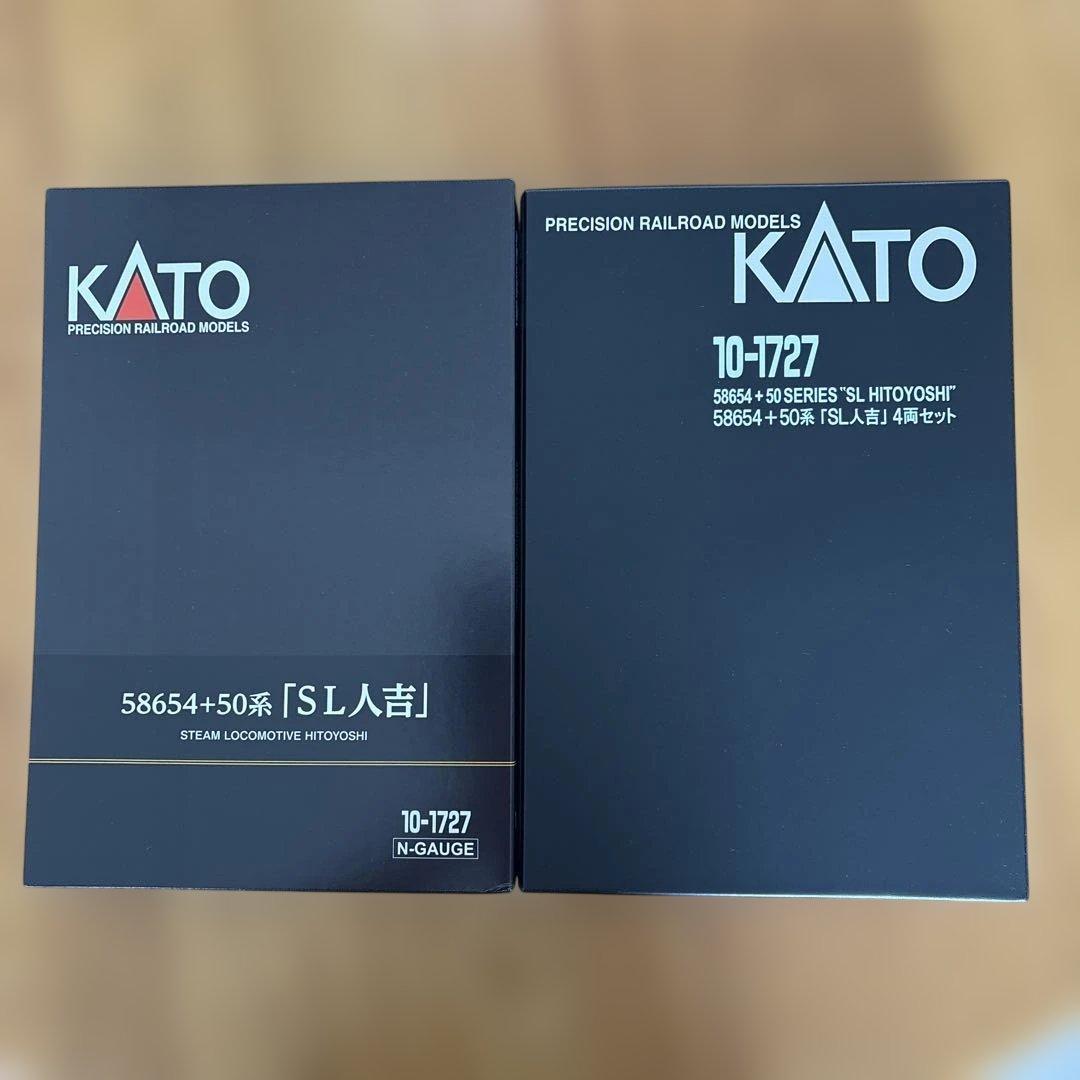 KATO
PRECISION RAILROAD MODELS
58654+50系「SL人吉」
STEAM LOCOMOTIVE HITOYOSHI
10-1727
N-GAUGE
PRECISION RAILROAD MODELS
KATO
10-1727
58654+50 SERIES "SL HITOYOSHI"
58654+50系「SL人吉」4両セット